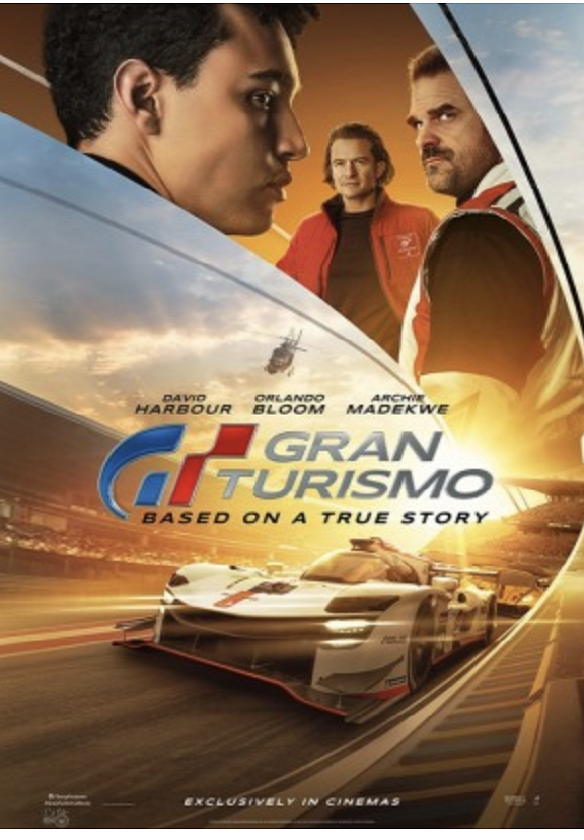 DAVID HARBOUR
ORLANDO BLOOM
ARCHIE MADEKWE
GRAN
TURISMO
BASED ON A TRUE STORY
EXCLUSIVELY IN CINEMAS